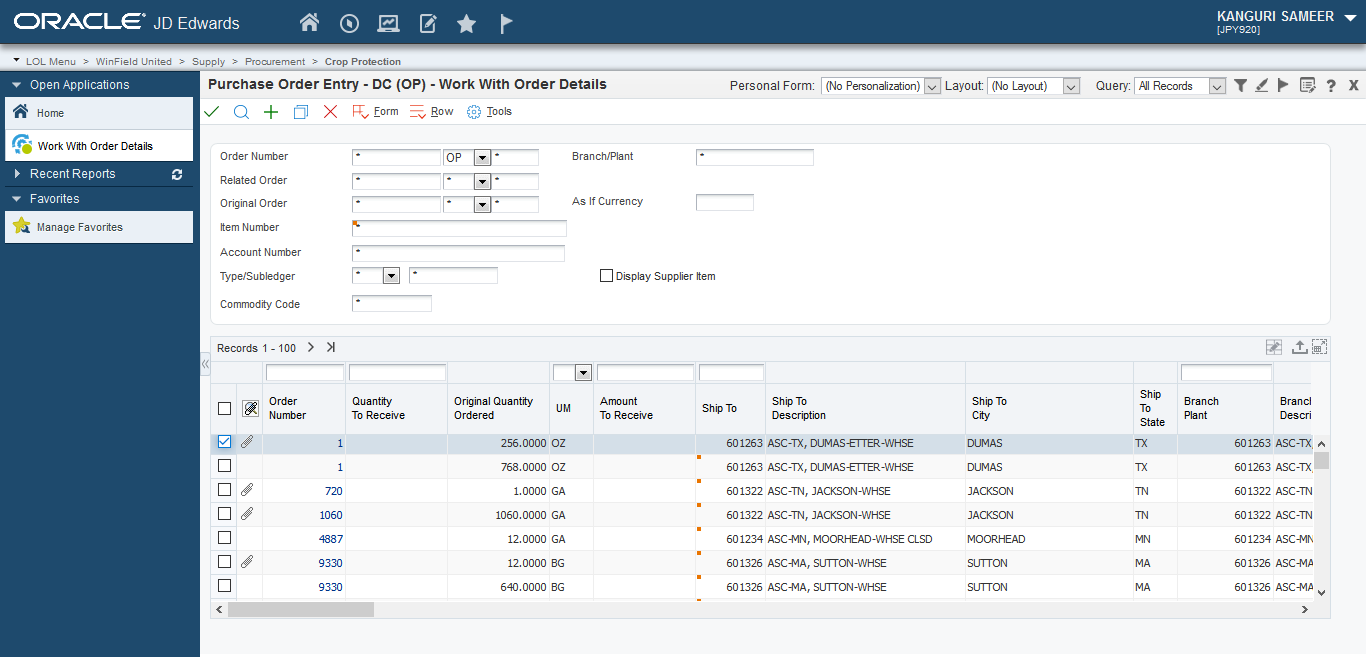 ORACLE® JD Edwards
KANGURI SAMEER
[JPY920]
LOL Menu > WinField United > Supply > Procurement > Crop Protection
Open Applications
Home
Work With Order Details
Recent Reports
Favorites
Manage Favorites
Purchase Order Entry - DC (OP) - Work With Order Details
Personal Form: (No Personalization) Layout: (No Layout) Query: All Records ? X
Form Row Tools
Order Number * OP * Branch/Plant *
Related Order * * *
Original Order * * * As If Currency
Item Number *
Account Number *
Type/Subledger * * Display Supplier Item
Commodity Code *
Records 1 - 100
Order Number Quantity To Receive Original Quantity Ordered UM Amount To Receive Ship To Ship To Description Ship To City Ship To State Branch Plant Branch Descri
1 256.0000 OZ 601263 ASC-TX, DUMAS-ETTER-WHSE DUMAS TX 601263 ASC-TX,
1 768.0000 OZ 601263 ASC-TX, DUMAS-ETTER-WHSE DUMAS TX 601263 ASC-TX,
720 1.0000 GA 601322 ASC-TN, JACKSON-WHSE JACKSON TN 601322 ASC-TN
1060 1060.0000 GA 601322 ASC-TN, JACKSON-WHSE JACKSON TN 601322 ASC-TN
4887 12.0000 GA 601234 ASC-MN, MOORHEAD-WHSE CLSD MOORHEAD MN 601234 ASC-MN
9330 12.0000 BG 601326 ASC-MA, SUTTON-WHSE SUTTON MA 601326 ASC-MA
9330 640.0000 BG 601326 ASC-MA, SUTTON-WHSE SUTTON MA 601326 ASC-MA